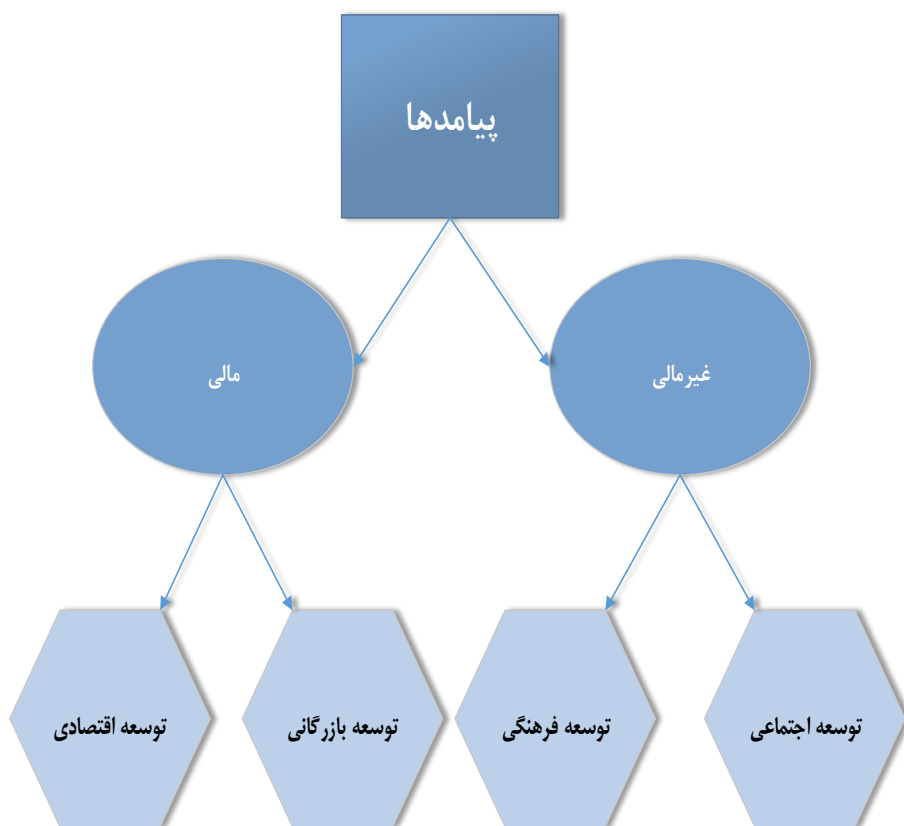 پیامدها
غیرمالی
مالی
توسعه اجتماعی
توسعه فرهنگی
توسعه بازرگانی
توسعه اقتصادی